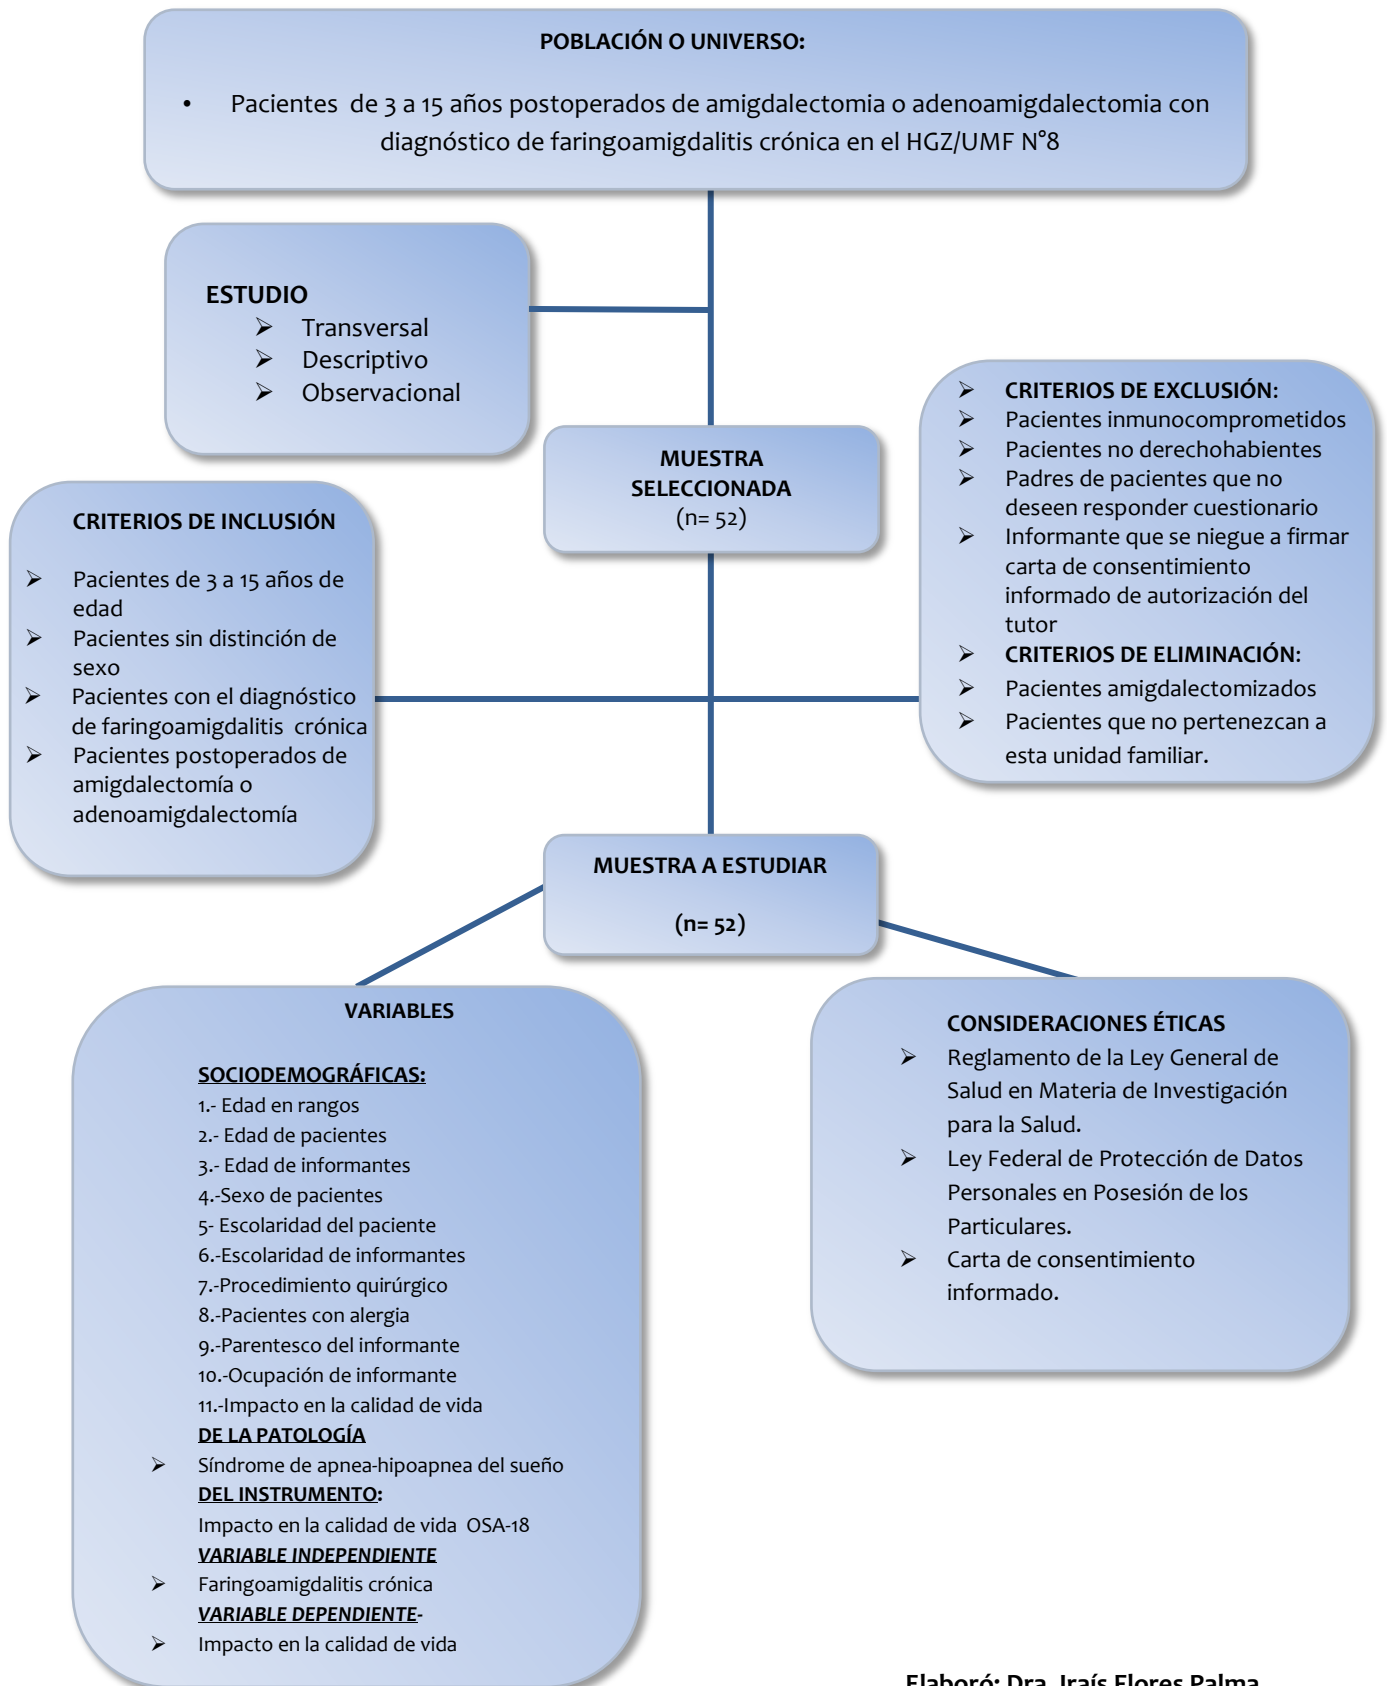 POBLACIÓN O UNIVERSO:
• Pacientes de 3 a 15 años postoperados de amigdalectomia o adenoamigdalectomia con
diagnóstico de faringoamigdalitis crónica en el HGZ/UMF N°8
ESTUDIO
➢ Transversal
➢ Descriptivo
➢ Observacional
MUESTRA
SELECCIONADA
(n= 52)
➢ CRITERIOS DE EXCLUSIÓN:
➢ Pacientes inmunocomprometidos
➢ Pacientes no derechohabientes
➢ Padres de pacientes que no
deseen responder cuestionario
➢ Informante que se niegue a firmar
carta de consentimiento
informado de autorización del
tutor
➢ CRITERIOS DE ELIMINACIÓN:
➢ Pacientes amigdalectomizados
➢ Pacientes que no pertenezcan a
esta unidad familiar.
CRITERIOS DE INCLUSIÓN
➢ Pacientes de 3 a 15 años de
edad
➢ Pacientes sin distinción de
sexo
➢ Pacientes con el diagnóstico
de faringoamigdalitis crónica
➢ Pacientes postoperados de
amigdalectomía o
adenoamigdalectomía
MUESTRA A ESTUDIAR
(n= 52)
VARIABLES
SOCIODEMOGRÁFICAS:
1.- Edad en rangos
2.- Edad de pacientes
3.- Edad de informantes
4.-Sexo de pacientes
5- Escolaridad del paciente
6.-Escolaridad de informantes
7.-Procedimiento quirúrgico
8.-Pacientes con alergia
9.-Parentesco del informante
10.-Ocupación de informante
11.-Impacto en la calidad de vida
DE LA PATOLOGÍA
➢ Síndrome de apnea-hipoapnea del sueño
DEL INSTRUMENTO:
Impacto en la calidad de vida OSA-18
VARIABLE INDEPENDIENTE
➢ Faringoamigdalitis crónica
VARIABLE DEPENDIENTE-
➢ Impacto en la calidad de vida
CONSIDERACIONES ÉTICAS
➢ Reglamento de la Ley General de
Salud en Materia de Investigación
para la Salud.
➢ Ley Federal de Protección de Datos
Personales en Posesión de los
Particulares.
➢ Carta de consentimiento
informado.
Elaboró: Dra. Iraís Flores Palma